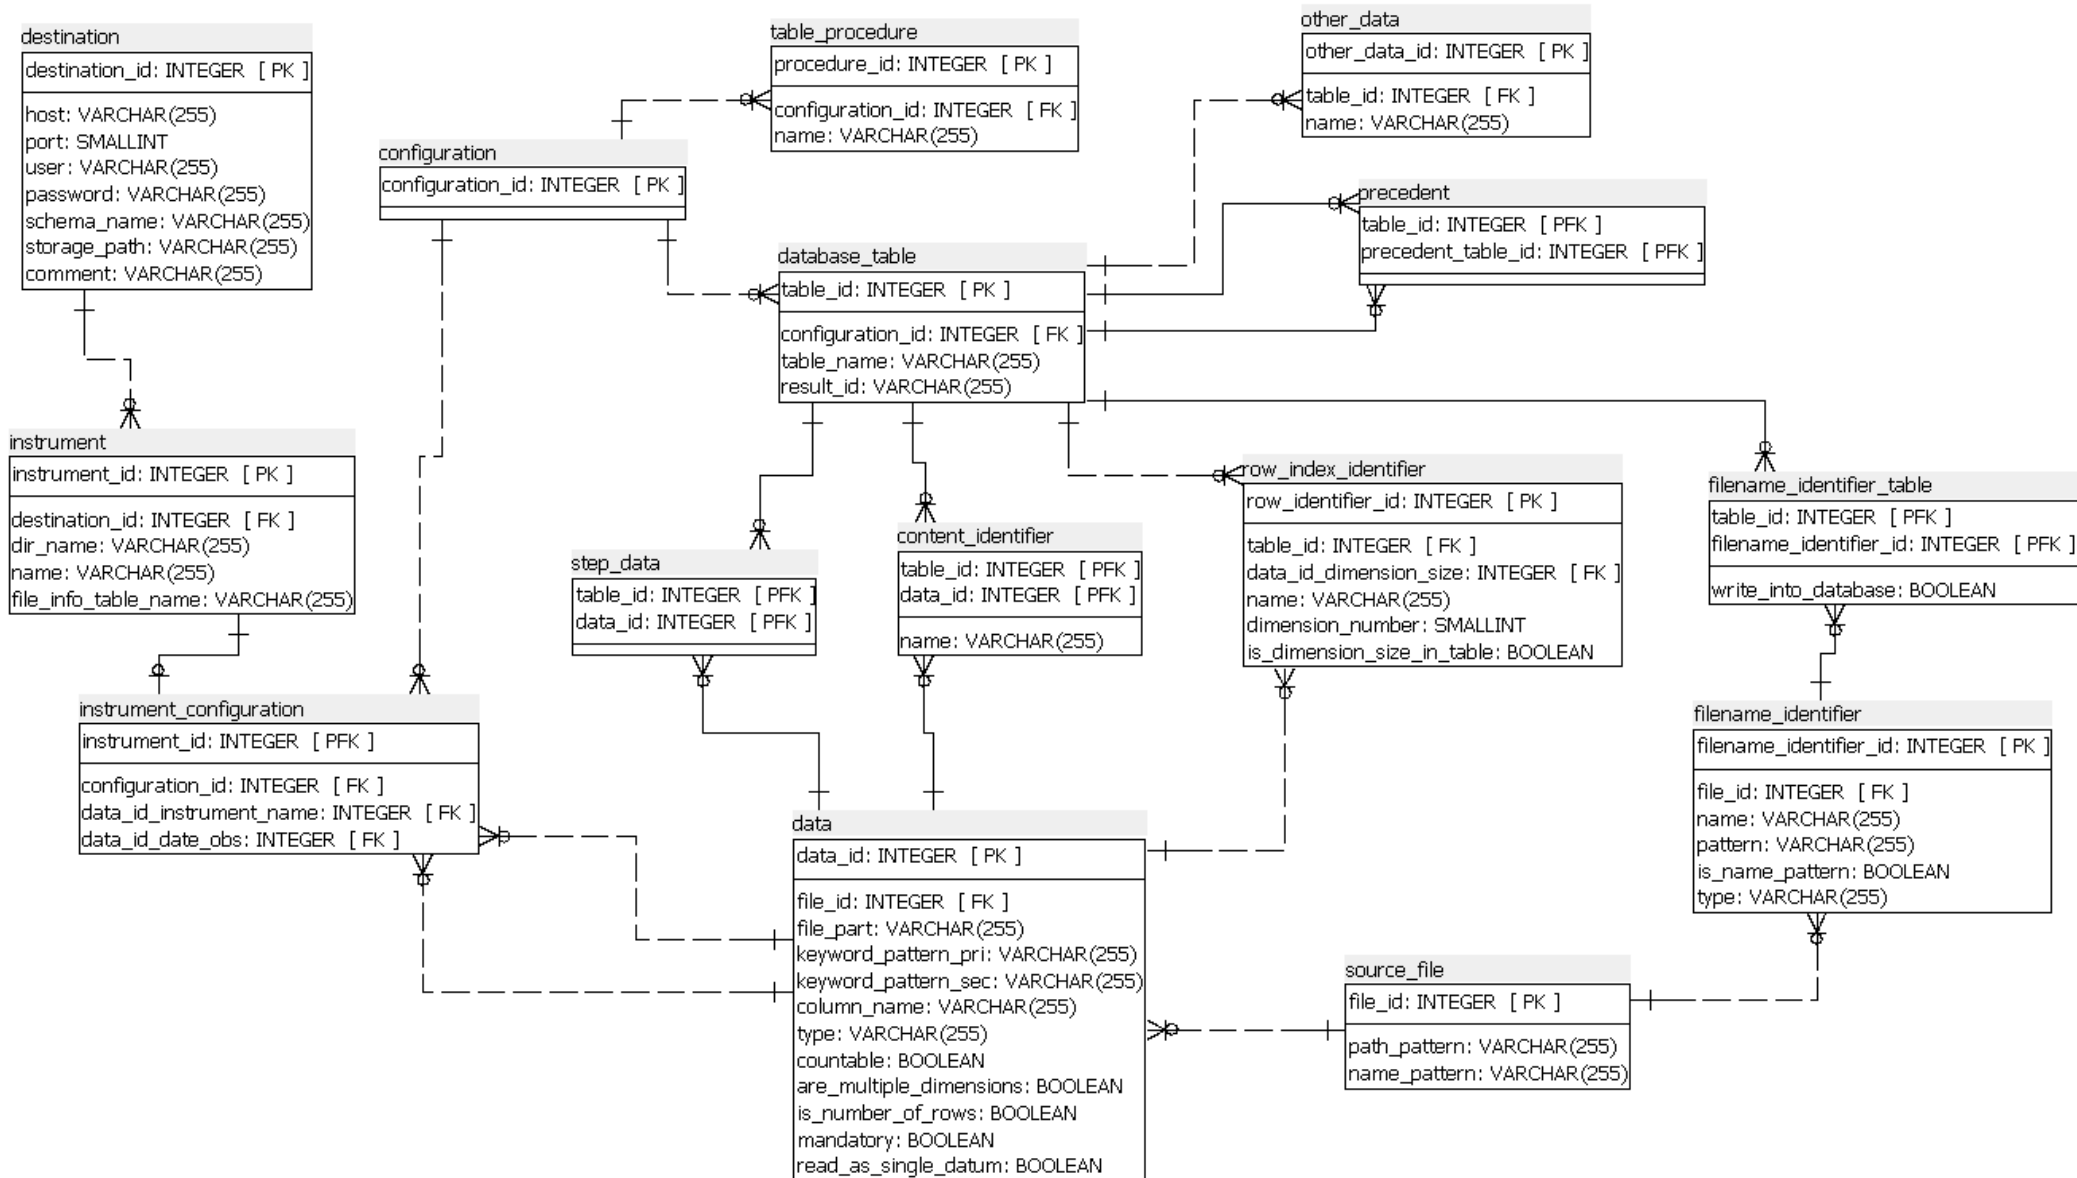 destination
destination_id: INTEGER [ PK ]
host: VARCHAR(255)
port: SMALLINT
user: VARCHAR(255)
password: VARCHAR(255)
schema_name: VARCHAR(255)
storage_path: VARCHAR(255)
comment: VARCHAR(255)
table_procedure
procedure_id: INTEGER [ PK ]
configuration_id: INTEGER [ FK ]
name: VARCHAR(255)
other_data
other_data_id: INTEGER [ PK ]
table_id: INTEGER [ FK ]
name: VARCHAR(255)
configuration
configuration_id: INTEGER [ PK ]
precedent
table_id: INTEGER [ PFK ]
precedent_table_id: INTEGER [ PFK ]
database_table
table_id: INTEGER [ PK ]
configuration_id: INTEGER [ FK ]
table_name: VARCHAR(255)
result_id: VARCHAR(255)
instrument
instrument_id: INTEGER [ PK ]
destination_id: INTEGER [ FK ]
dir_name: VARCHAR(255)
name: VARCHAR(255)
file_info_table_name: VARCHAR(255)
step_data
table_id: INTEGER [ PFK ]
data_id: INTEGER [ PFK ]
content_identifier
table_id: INTEGER [ PFK ]
data_id: INTEGER [ PFK ]
name: VARCHAR(255)
row_index_identifier
row_identifier_id: INTEGER [ PK ]
table_id: INTEGER [ FK ]
data_id_dimension_size: INTEGER [ FK ]
name: VARCHAR(255)
dimension_number: SMALLINT
is_dimension_size_in_table: BOOLEAN
filename_identifier_table
table_id: INTEGER [ PFK ]
filename_identifier_id: INTEGER [ PFK ]
write_into_database: BOOLEAN
instrument_configuration
instrument_id: INTEGER [ PFK ]
configuration_id: INTEGER [ FK ]
data_id_instrument_name: INTEGER [ FK ]
data_id_date_obs: INTEGER [ FK ]
filename_identifier
filename_identifier_id: INTEGER [ PK ]
file_id: INTEGER [ FK ]
name: VARCHAR(255)
pattern: VARCHAR(255)
is_name_pattern: BOOLEAN
type: VARCHAR(255)
data
data_id: INTEGER [ PK ]
file_id: INTEGER [ FK ]
file_part: VARCHAR(255)
keyword_pattern_pri: VARCHAR(255)
keyword_pattern_sec: VARCHAR(255)
column_name: VARCHAR(255)
type: VARCHAR(255)
countable: BOOLEAN
are_multiple_dimensions: BOOLEAN
is_number_of_rows: BOOLEAN
mandatory: BOOLEAN
read_as_single_datum: BOOLEAN
source_file
file_id: INTEGER [ PK ]
path_pattern: VARCHAR(255)
name_pattern: VARCHAR(255)